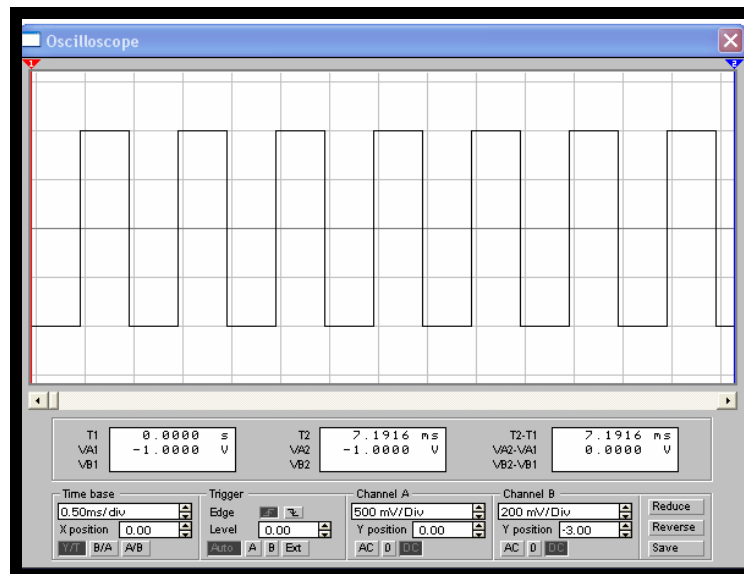 Oscilloscope
1 2
T1 0.0000 s T2 7.1916 ms T2-T1 7.1916 ms
VA1 -1.0000 V VA2 -1.0000 V VA2-VA1 0.0000 V
VB1 VB2 VB2-VB1
Time base Trigger Channel A Channel B
0.50ms/div Edge 500 mV/Div 200 mV/Div Reduce
X position 0.00 Level 0.00 Y position 0.00 Y position -3.00 Reverse
Y/T B/A A/B Auto A B Ext AC 0 DC AC 0 DC Save